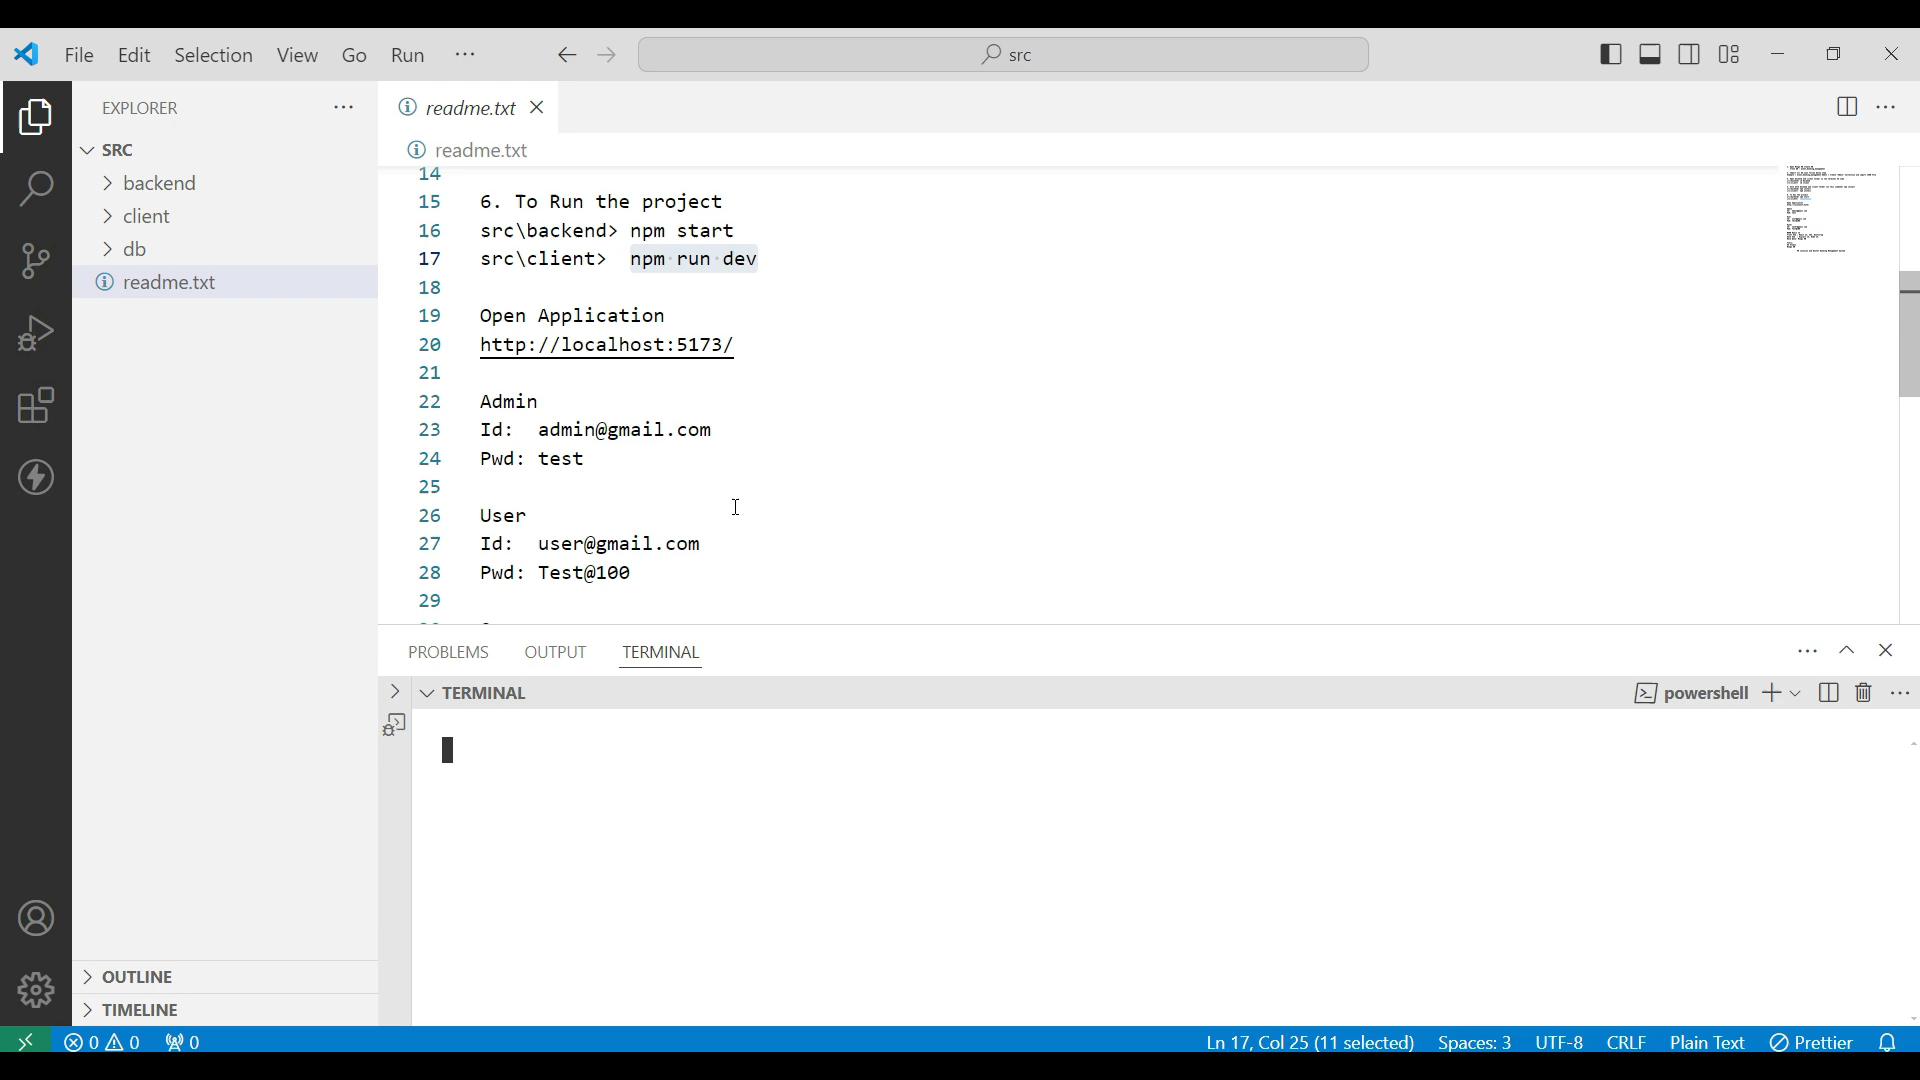 File Edit Selection View Go Run ···
src
EXPLORER ···
readme.txt
SRC
backend
client
db
readme.txt
readme.txt
14
15 6. To Run the project
16 src\backend> npm start
17 src\client> npm run dev
18
19 Open Application
20 http://localhost:5173/
21
22 Admin
23 Id: admin@gmail.com
24 Pwd: test
25
26 User
27 Id: user@gmail.com
28 Pwd: Test@100
29
PROBLEMS OUTPUT TERMINAL
TERMINAL
powershell
OUTLINE
TIMELINE
0 0 0
Ln 17, Col 25 (11 selected) Spaces: 3 UTF-8 CRLF Plain Text Prettier